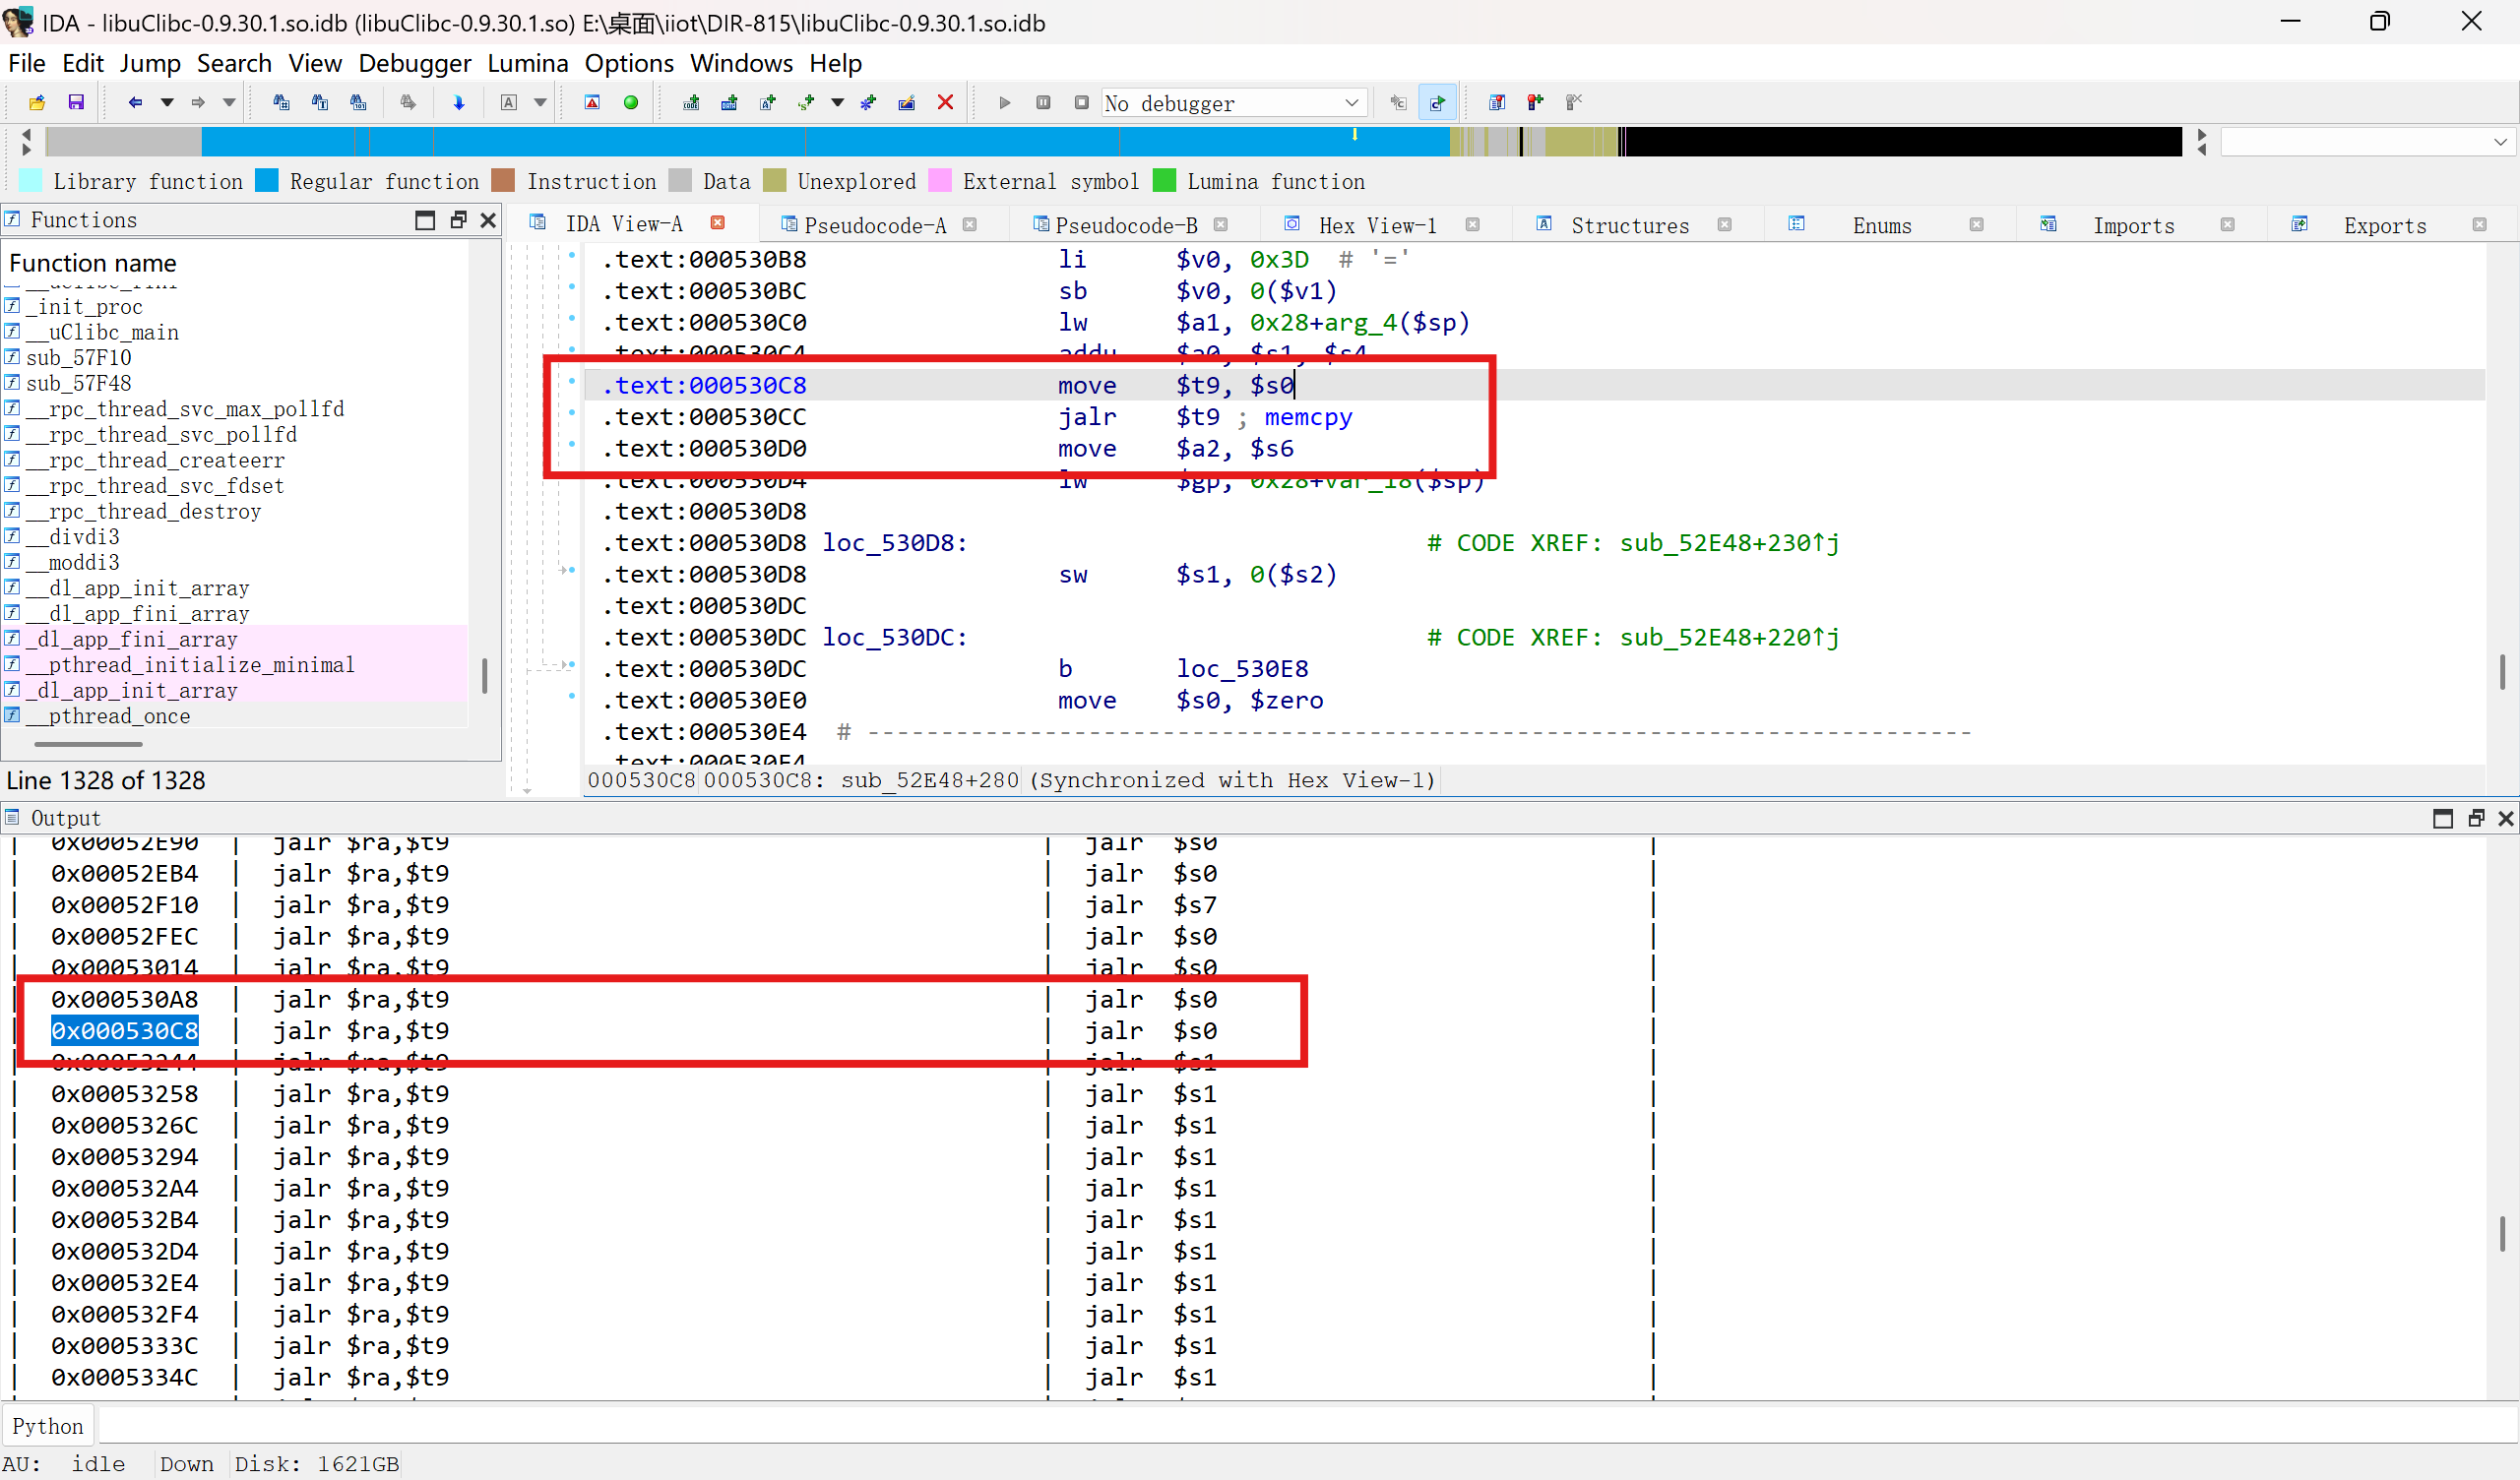 IDA - libuClibc-0.9.30.1.so.idb (libuClibc-0.9.30.1.so) E:\桌面\iiot\DIR-815\libuClibc-0.9.30.1.so.idb
File Edit Jump Search View Debugger Lumina Options Windows Help
No debugger
Library function Regular function Instruction Data Unexplored External symbol Lumina function
Functions
Function name
__uClibc_fini
_init_proc
__uClibc_main
sub_57F10
sub_57F48
__rpc_thread_svc_max_pollfd
__rpc_thread_svc_pollfd
__rpc_thread_createerr
__rpc_thread_svc_fdset
__rpc_thread_destroy
__divdi3
__moddi3
__dl_app_init_array
__dl_app_fini_array
_dl_app_fini_array
__pthread_initialize_minimal
_dl_app_init_array
__pthread_once
Line 1328 of 1328
IDA View-A Pseudocode-A Pseudocode-B Hex View-1 Structures Enums Imports Exports
.text:000530B8 li $v0, 0x3D # '='
.text:000530BC sb $v0, 0($v1)
.text:000530C0 lw $a1, 0x28+arg_4($sp)
.text:000530C4 addu $a0, $s1, $s4
.text:000530C8 move $t9, $s0
.text:000530CC jalr $t9 ; memcpy
.text:000530D0 move $a2, $s6
.text:000530D4 lw $gp, 0x28+var_18($sp)
.text:000530D8
.text:000530D8 loc_530D8: # CODE XREF: sub_52E48+230↑j
.text:000530D8 sw $s1, 0($s2)
.text:000530DC
.text:000530DC loc_530DC: # CODE XREF: sub_52E48+220↑j
.text:000530DC b loc_530E8
.text:000530E0 move $s0, $zero
.text:000530E4 # ---------------------------------------------------------------------------
.text:000530E4
000530C8 000530C8: sub_52E48+280 (Synchronized with Hex View-1)
Output
| 0x00052E90 | jalr $ra,$t9 | jalr $s0 |
| 0x00052EB4 | jalr $ra,$t9 | jalr $s0 |
| 0x00052F10 | jalr $ra,$t9 | jalr $s7 |
| 0x00052FEC | jalr $ra,$t9 | jalr $s0 |
| 0x00053014 | jalr $ra,$t9 | jalr $s0 |
| 0x000530A8 | jalr $ra,$t9 | jalr $s0 |
| 0x000530C8 | jalr $ra,$t9 | jalr $s0 |
| 0x00053244 | jalr $ra,$t9 | jalr $s1 |
| 0x00053258 | jalr $ra,$t9 | jalr $s1 |
| 0x0005326C | jalr $ra,$t9 | jalr $s1 |
| 0x00053294 | jalr $ra,$t9 | jalr $s1 |
| 0x000532A4 | jalr $ra,$t9 | jalr $s1 |
| 0x000532B4 | jalr $ra,$t9 | jalr $s1 |
| 0x000532D4 | jalr $ra,$t9 | jalr $s1 |
| 0x000532E4 | jalr $ra,$t9 | jalr $s1 |
| 0x000532F4 | jalr $ra,$t9 | jalr $s1 |
| 0x0005333C | jalr $ra,$t9 | jalr $s1 |
| 0x0005334C | jalr $ra,$t9 | jalr $s1 |
Python
AU: idle Down Disk: 1621GB